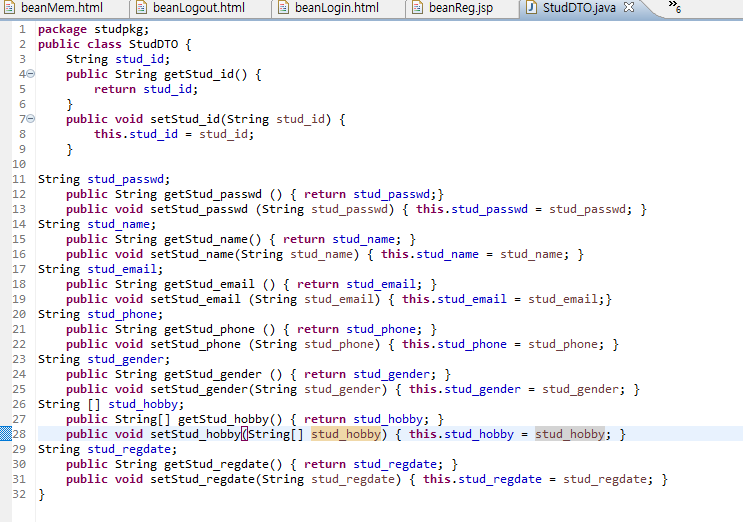 beanMem.html beanLogout.html beanLogin.html beanReg.jsp StudDTO.java »6
1 package studpkg;
2 public class StudDTO {
3     String stud_id;
4     public String getStud_id() {
5         return stud_id;
6     }
7     public void setStud_id(String stud_id) {
8         this.stud_id = stud_id;
9     }
10
11 String stud_passwd;
12     public String getStud_passwd () { return stud_passwd;}
13     public void setStud_passwd (String stud_passwd) { this.stud_passwd = stud_passwd; }
14 String stud_name;
15     public String getStud_name() { return stud_name; }
16     public void setStud_name(String stud_name) { this.stud_name = stud_name; }
17 String stud_email;
18     public String getStud_email () { return stud_email; }
19     public void setStud_email (String stud_email) { this.stud_email = stud_email;}
20 String stud_phone;
21     public String getStud_phone () { return stud_phone; }
22     public void setStud_phone (String stud_phone) { this.stud_phone = stud_phone; }
23 String stud_gender;
24     public String getStud_gender () { return stud_gender; }
25     public void setStud_gender(String stud_gender) { this.stud_gender = stud_gender; }
26 String [] stud_hobby;
27     public String[] getStud_hobby() { return stud_hobby; }
28     public void setStud_hobby(String[] stud_hobby) { this.stud_hobby = stud_hobby; }
29 String stud_regdate;
30     public String getStud_regdate() { return stud_regdate; }
31     public void setStud_regdate(String stud_regdate) { this.stud_regdate = stud_regdate; }
32 }